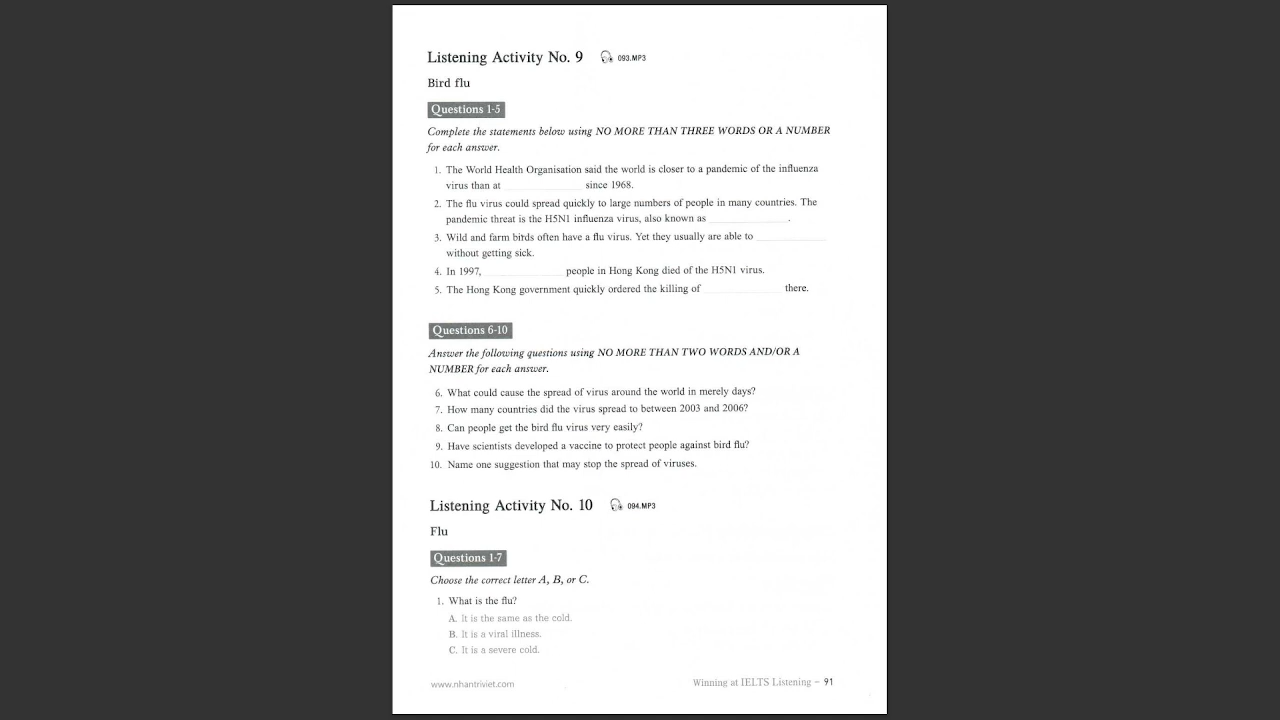 Listening Activity No. 9 093.MP3
Bird flu
Questions 1-5
Complete the statements below using NO MORE THAN THREE WORDS OR A NUMBER
for each answer.
1. The World Health Organisation said the world is closer to a pandemic of the influenza
virus than at since 1968.
2. The flu virus could spread quickly to large numbers of people in many countries. The
pandemic threat is the H5N1 influenza virus, also known as .
3. Wild and farm birds often have a flu virus. Yet they usually are able to
without getting sick.
4. In 1997, people in Hong Kong died of the H5N1 virus.
5. The Hong Kong government quickly ordered the killing of there.
Questions 6-10
Answer the following questions using NO MORE THAN TWO WORDS AND/OR A
NUMBER for each answer.
6. What could cause the spread of virus around the world in merely days?
7. How many countries did the virus spread to between 2003 and 2006?
8. Can people get the bird flu virus very easily?
9. Have scientists developed a vaccine to protect people against bird flu?
10. Name one suggestion that may stop the spread of viruses.
Listening Activity No. 10 094.MP3
Flu
Questions 1-7
Choose the correct letter A, B, or C.
1. What is the flu?
A. It is the same as the cold.
B. It is a viral illness.
C. It is a severe cold.
www.nhantriviet.com Winning at IELTS Listening – 91